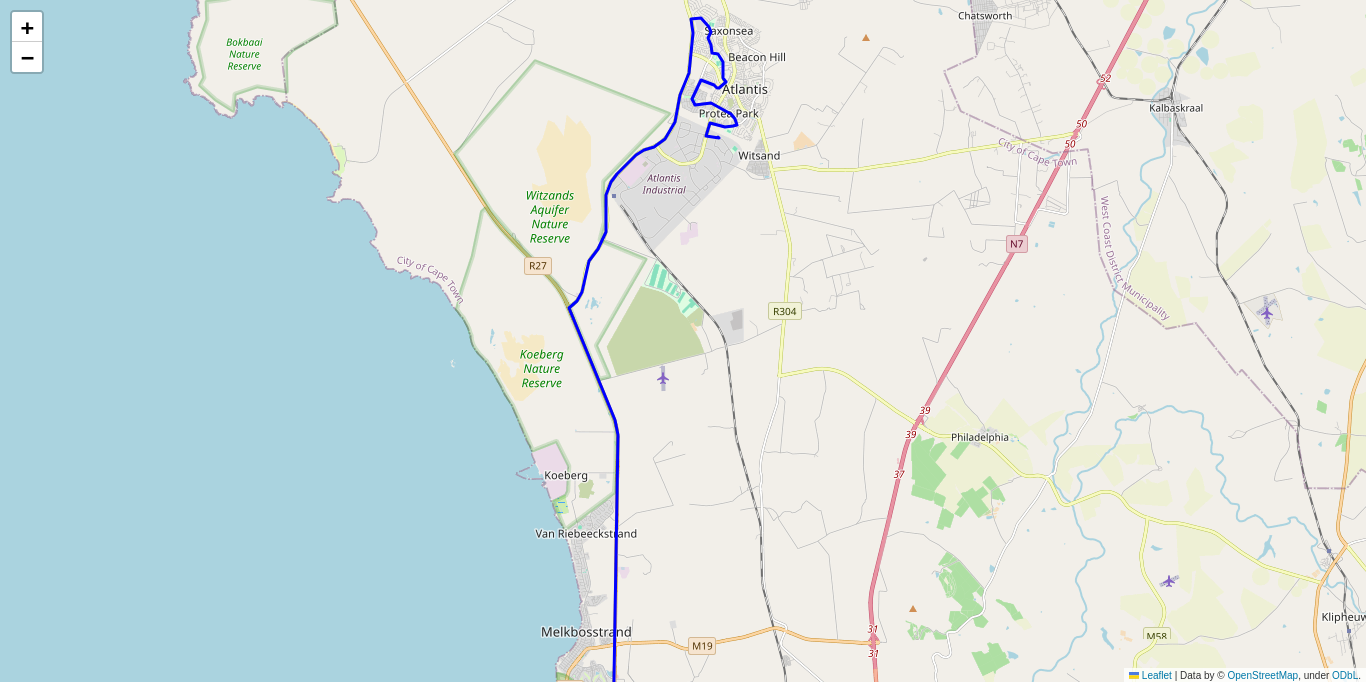 +
−
Chatsworth
Bokbaai
Nature
Reserve
Saxonsea
Beacon Hill
52
Atlantis
Kalbaskraal
Protea Park
50
50
City of Cape Town
Witsand
Atlantis
Industrial
Witzands
Aquifer
Nature
Reserve
West Coast District Municipality
N7
City of Cape Town
R27
R304
Koeberg
Nature
Reserve
39
39
Philadelphia
37
Koeberg
Van Riebeeckstrand
Klipheuw
31
Melkbosstrand
M58
M19
31
Leaflet | Data by © OpenStreetMap, under ODbL.